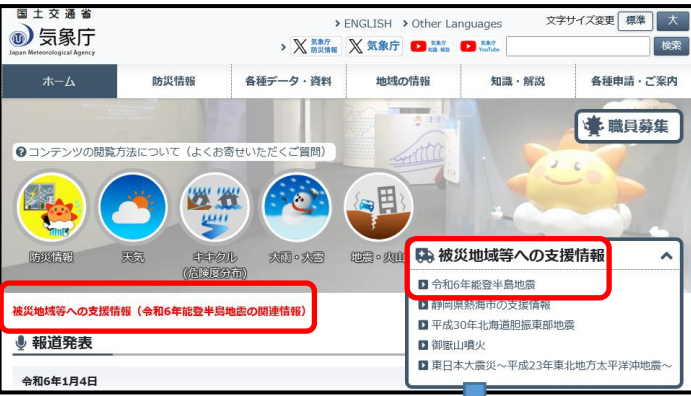 国土交通省
気象庁
Japan Meteorological Agency
ENGLISH Other Languages
文字サイズ変更 標準 大
X 気象庁防災情報 X 気象庁 YouTube 検索
ホーム 防災情報 各種データ・資料 地域の情報 知識・解説 各種申請・ご案内
職員募集
コンテンツの閲覧方法について（よくお寄せいただくご質問）
防災情報 天気 キキクル 大雨・大雪 地震・火山
(危険度分布)
被災地域等への支援情報
令和6年能登半島地震
静岡県熱海市の支援情報
平成30年北海道胆振東部地震
御嶽山噴火
東日本大震災～平成23年東北地方太平洋沖地震～
被災地域等への支援情報（令和6年能登半島地震の関連情報）
報道発表
令和6年1月4日